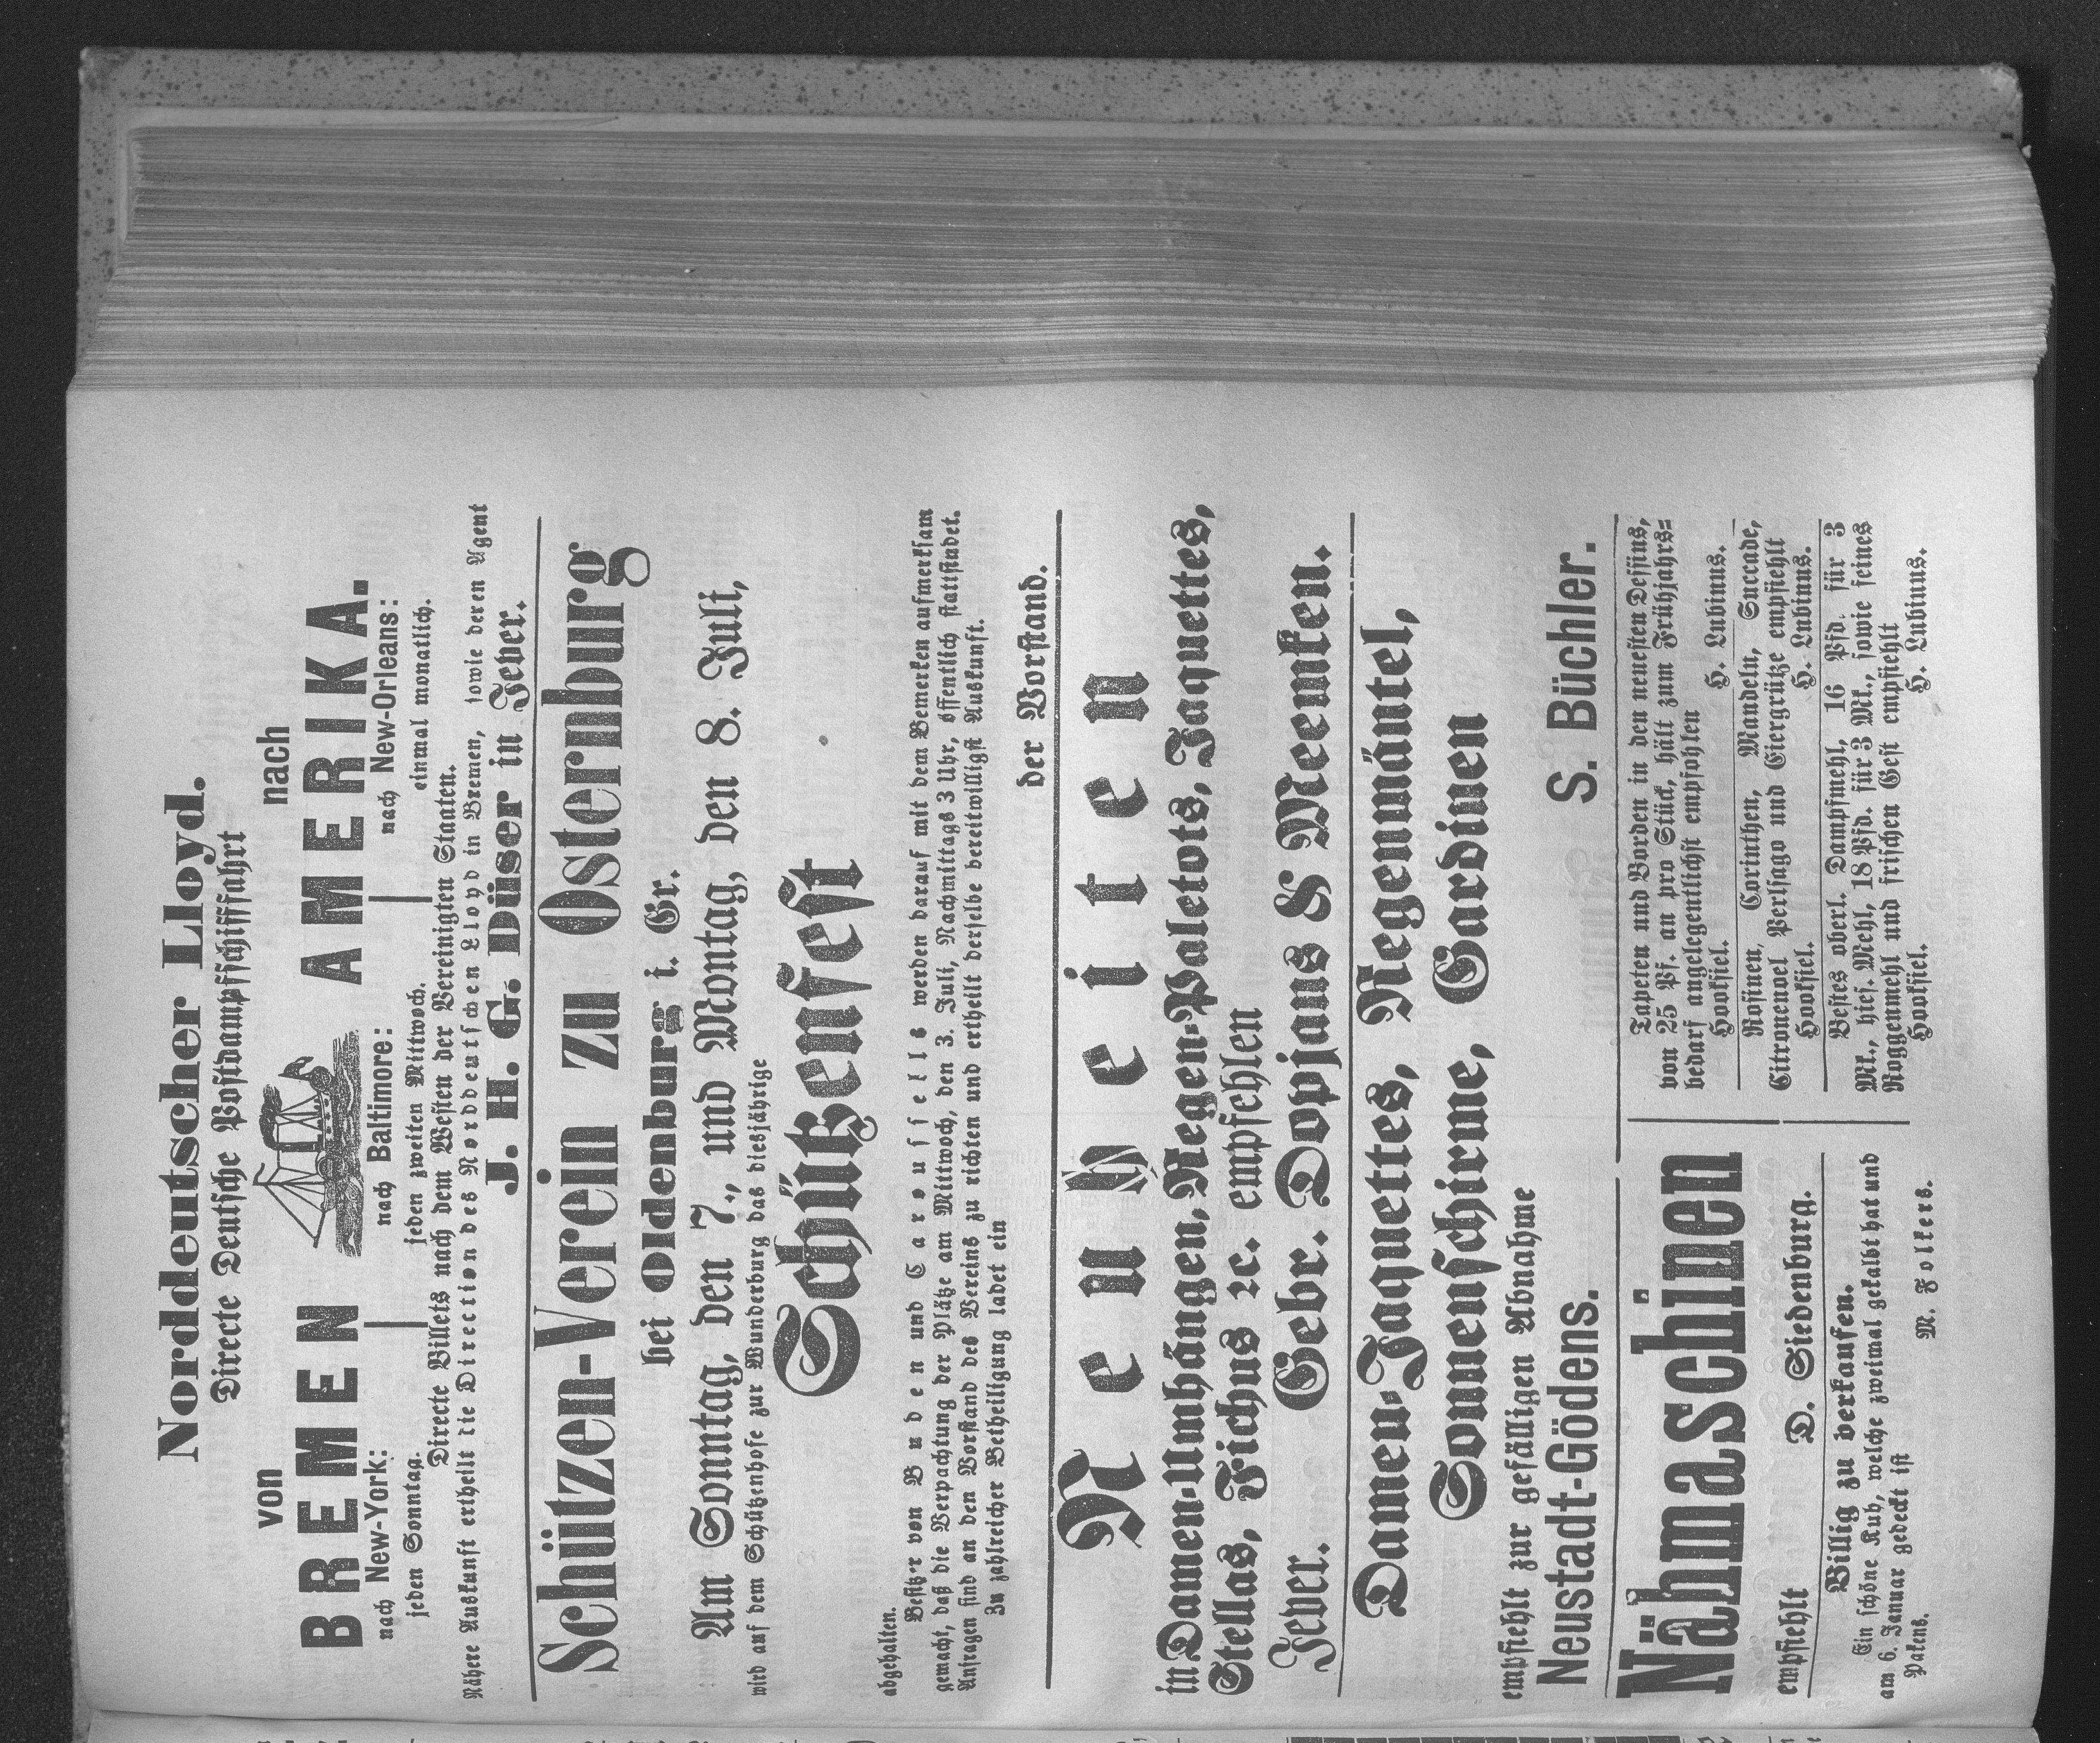 Norddeutscher Lloyd.
Directe Deutsche Postdampfschifffahrt
von
nach
BREMEN
AMERIKA.
nach New-York:
jeden Sonntag.
nach Baltimore:
jeden zweiten Mittwoch.
nach New-Orleans:
einmal monatlich.
Directe Billets nach dem Westen der Vereinigten Staaten.
Nähere Auskunft ertheilt die Direction des Norddeutschen Lloyd in Bremen, sowie deren Agent
J. H. G. Düser in Jever.
Schützen-Verein zu Osternburg
bei Oldenburg i. Gr.
Am Sonntag, den 7., und Montag, den 8. Juli,
wird auf dem Schützenhofe zur Wunderburg das diesjährige
Schützenfest
abgehalten.
Besitzer von Buden und Caroussells werden darauf mit dem Bemerken aufmerksam
gemacht, daß die Verpachtung der Plätze am Mittwoch, den 3. Juli, Nachmittags 3 Uhr, öffentlich stattfindet.
Anfragen sind an den Vorstand des Vereins zu richten und ertheilt derselbe bereitwilligst Auskunft.
Zu zahlreicher Betheiligung ladet ein
der Vorstand.
Neuheiten
in Damen-Umhängen, Regen-Paletots, Jaquettes,
Stellas, Fichus ꝛc. empfehlen
Jever. Gebr. Dopjans & Meemken.
Damen-Jaquettes, Regenmäntel,
Sonnenschirme, Gardinen
empfiehlt zur gefälligen Abnahme
Neustadt-Gödens. S. Büchler.
Nähmaschinen
empfiehlt D. Siedenburg.
Billig zu verkaufen.
Ein schöne Kuh, welche zweimal gekalbt hat und
am 6. Januar gedeckt ist
Pakens. M. Folkers.
Tapeten und Borden in den neuesten Dessins,
von 25 Pf. an pro Stück, hält zum Frühjahrs=
bedarf angelegentlichst empfohlen
Hooksiel. H. Lubinus.
Rosinen, Corinthen, Mandeln, Succade,
Citronenoel Perlsago und Eiergrütze empfiehlt
Hooksiel. H. Lubinus.
Bestes oberl. Dampfmehl, 16 Pfd. für 3
Mk., hies. Mehl, 18 Pfd. für 3 Mk., sowie feines
Roggenmehl und frischen Gest empfiehlt
Hooksiel. H. Lubinus.